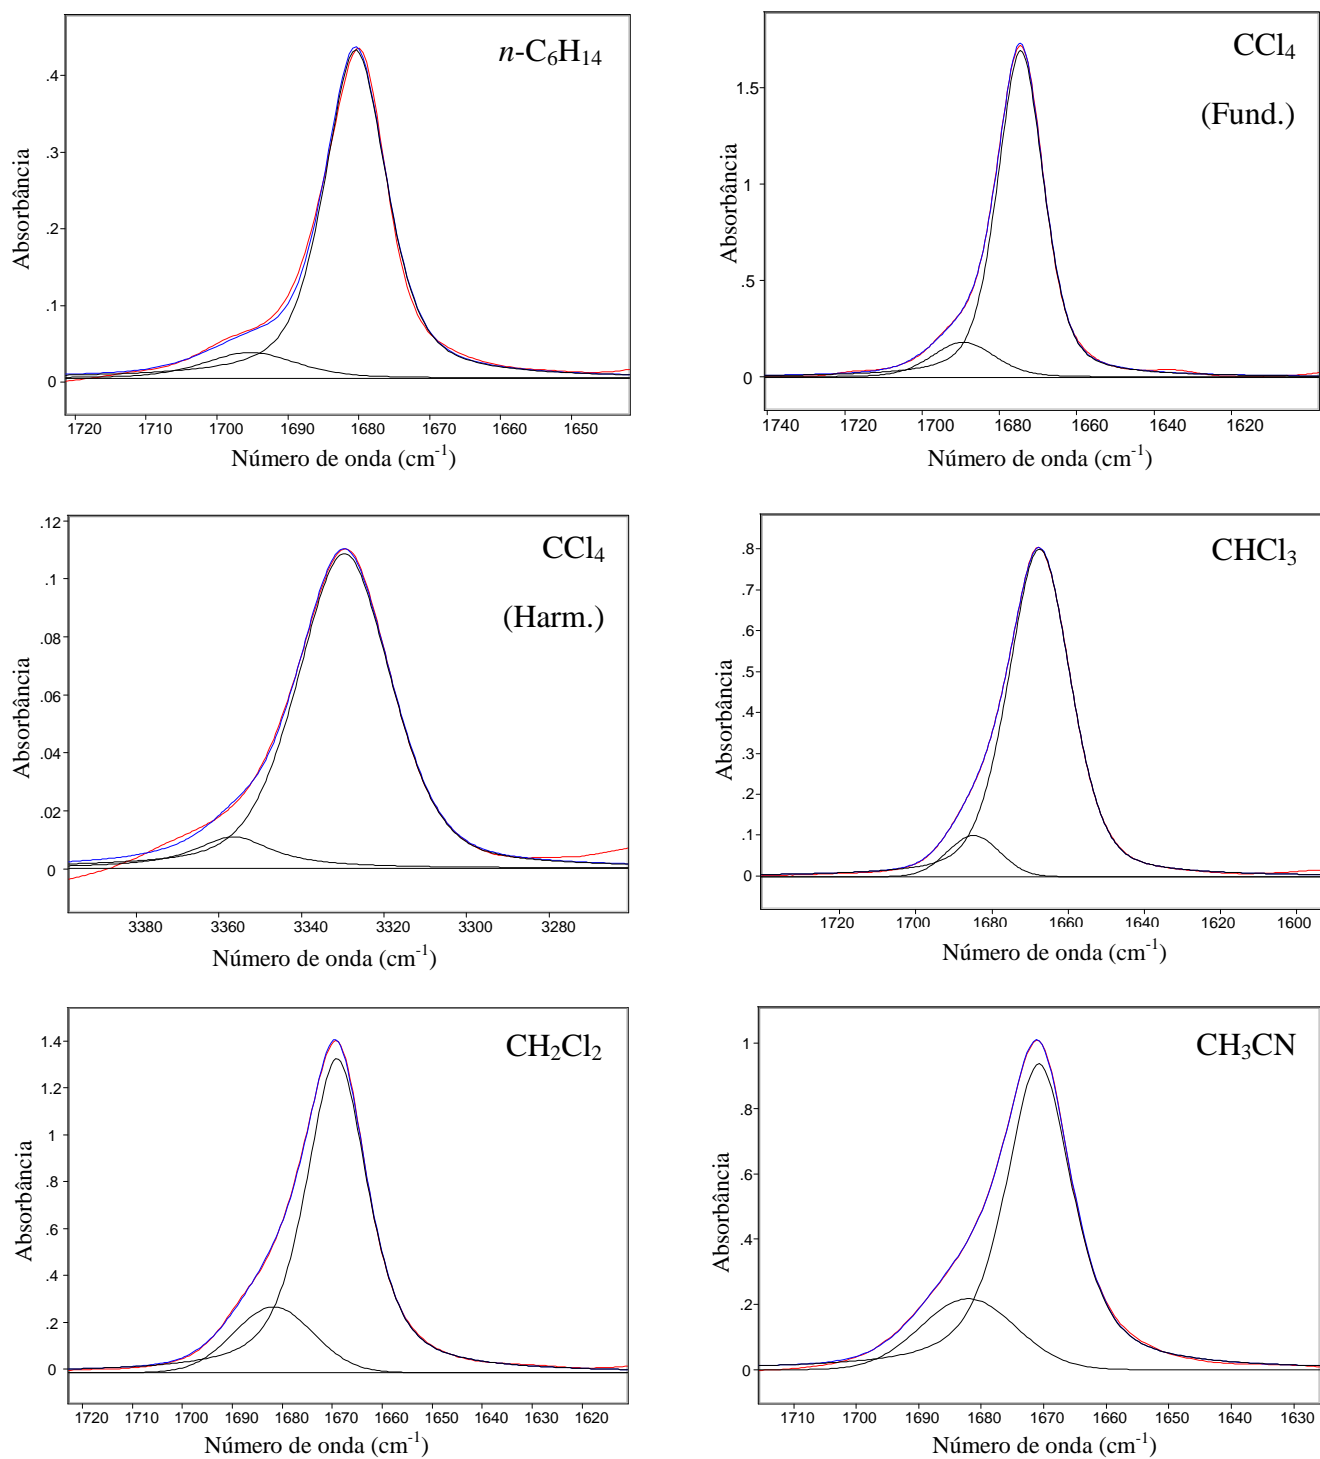 n-C6H14
Absorbância
.4
.3
.2
.1
0
1720 1710 1700 1690 1680 1670 1660 1650
Número de onda (cm-1)
CCl4
(Fund.)
Absorbância
1.5
1
.5
0
1740 1720 1700 1680 1660 1640 1620
Número de onda (cm-1)
CCl4
(Harm.)
Absorbância
.12
.1
.08
.06
.04
.02
0
3380 3360 3340 3320 3300 3280
Número de onda (cm-1)
CHCl3
Absorbância
.8
.7
.6
.5
.4
.3
.2
.1
0
1720 1700 1680 1660 1640 1620 1600
Número de onda (cm-1)
CH2Cl2
Absorbância
1.4
1.2
1
.8
.6
.4
.2
0
1720 1710 1700 1690 1680 1670 1660 1650 1640 1630 1620 1610
Número de onda (cm-1)
CH3CN
Absorbância
1
.8
.6
.4
.2
0
1710 1700 1690 1680 1670 1660 1650 1640 1630
Número de onda (cm-1)